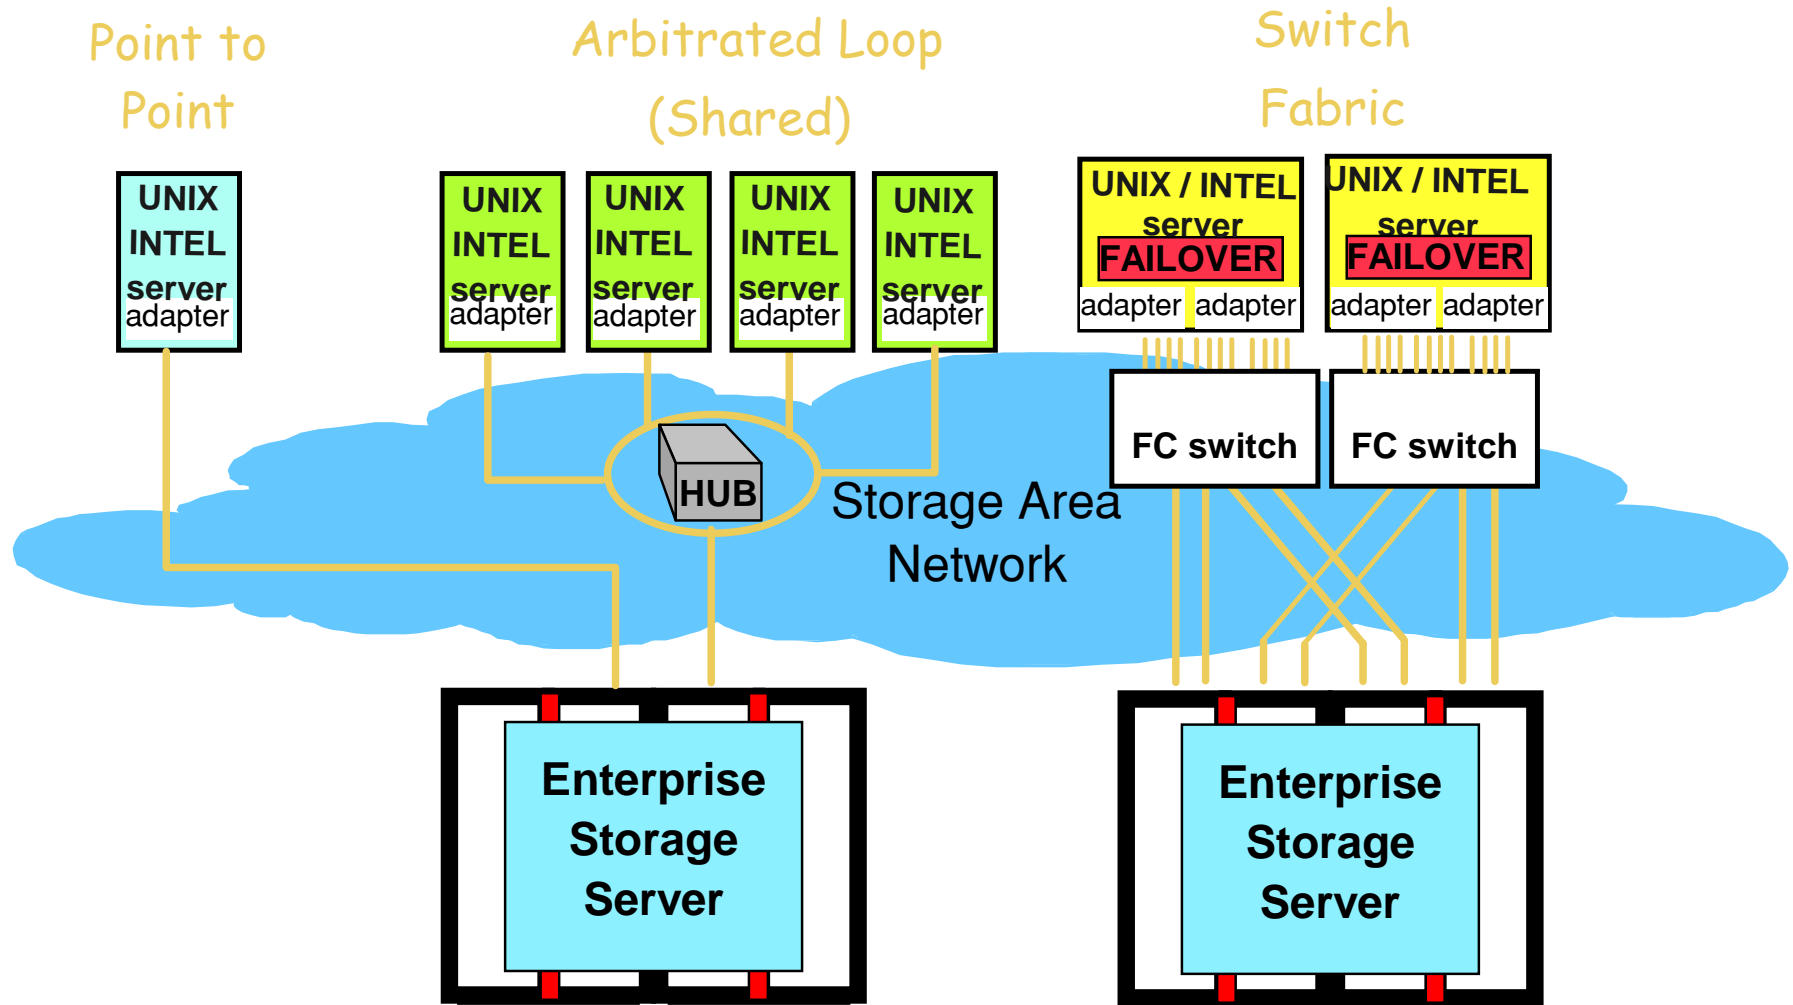 Point to
Point
Arbitrated Loop
(Shared)
Switch
Fabric
UNIX
INTEL
server
adapter
UNIX
INTEL
server
adapter
UNIX
INTEL
server
adapter
UNIX
INTEL
server
adapter
UNIX
INTEL
server
adapter
UNIX / INTEL
server
FAILOVER
adapter adapter
UNIX / INTEL
server
FAILOVER
adapter adapter
HUB
Storage Area
Network
FC switch
FC switch
Enterprise
Storage
Server
Enterprise
Storage
Server